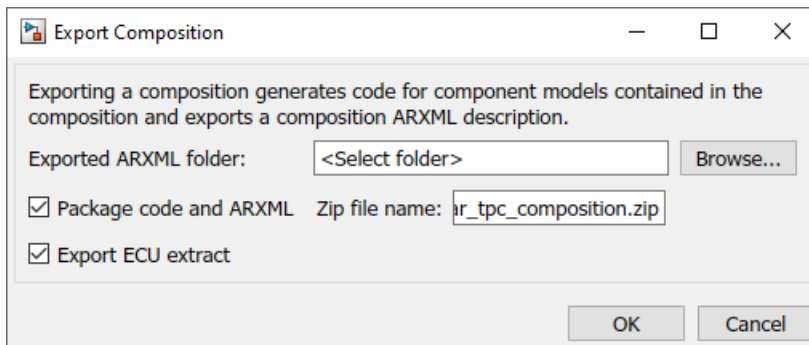 Export Composition
Exporting a composition generates code for component models contained in the
composition and exports a composition ARXML description.
Exported ARXML folder: <Select folder> Browse...
Package code and ARXML Zip file name: ar_tpc_composition.zip
Export ECU extract
OK Cancel